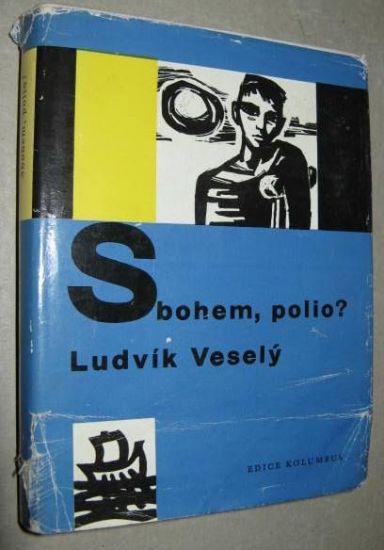 Sbohem, polio?
Ludvík Veselý
EDICE KOLUMBUS